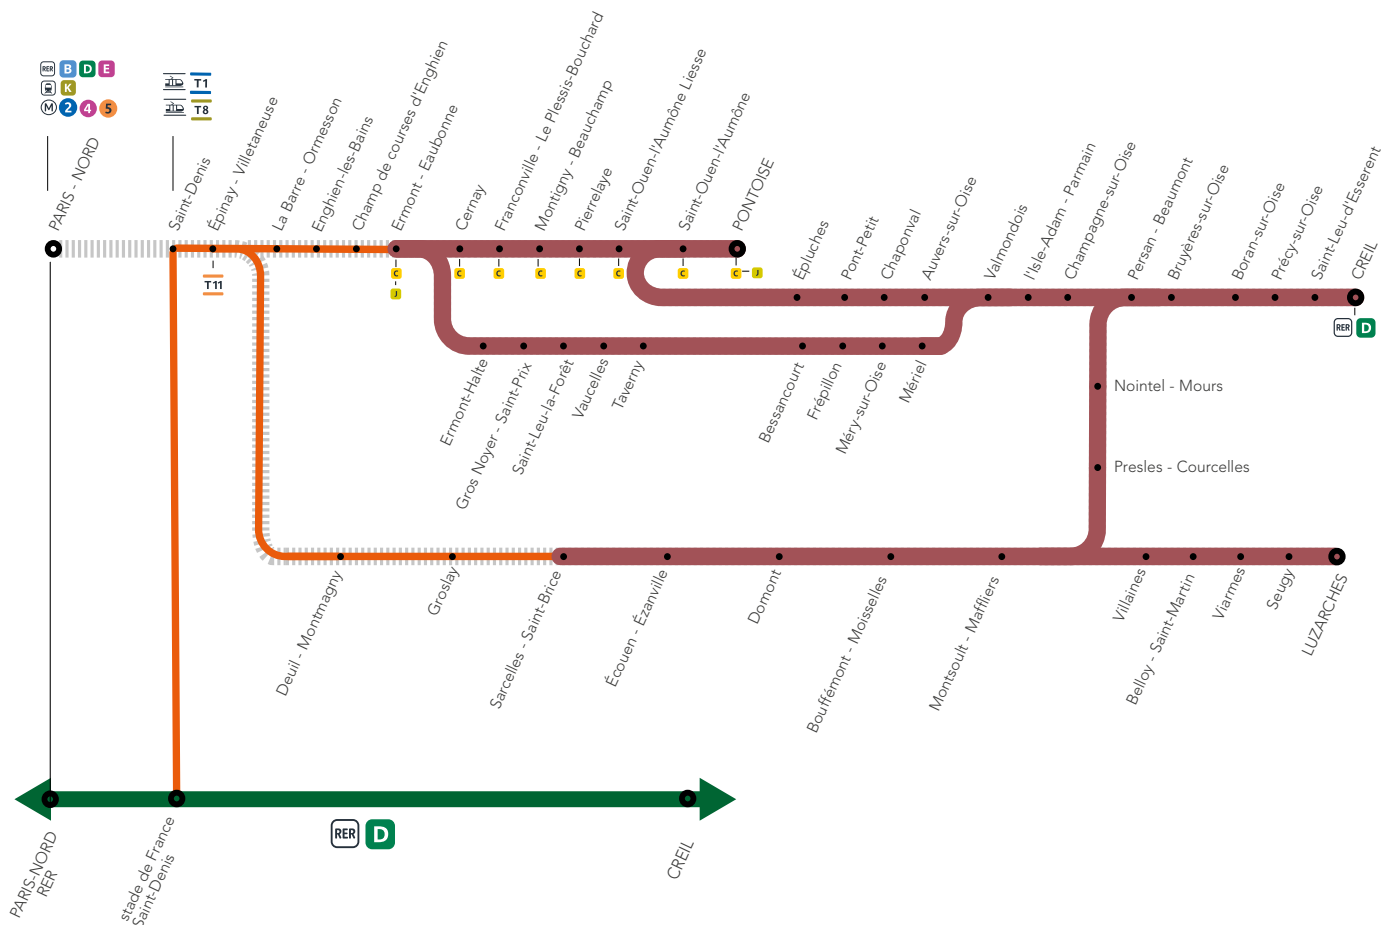 RER B D E
K
M 2 4 5
T1
T8
PARIS - NORD
Saint-Denis
Épinay - Villetaneuse
La Barre - Ormesson
Enghien-les-Bains
Champ de courses d'Enghien
Ermont - Eaubonne
Cernay
Franconville - Le Plessis-Bouchard
Montigny - Beauchamp
Pierrelaye
Saint-Ouen-l'Aumône Liesse
Saint-Ouen-l'Aumône
PONTOISE
T11
C
J
C
C
C
C
C
C
C J
Épluches
Pont-Petit
Chaponval
Auvers-sur-Oise
Valmondois
l'Isle-Adam - Parmain
Champagne-sur-Oise
Persan - Beaumont
Bruyères-sur-Oise
Boran-sur-Oise
Précy-sur-Oise
Saint-Leu-d'Esserent
CREIL
RER D
Ermont-Halte
Gros Noyer - Saint-Prix
Saint-Leu-la-Forêt
Vaucelles
Taverny
Bessancourt
Frépillon
Méry-sur-Oise
Mériel
Nointel - Mours
Presles - Courcelles
Deuil - Montmagny
Groslay
Sarcelles - Saint-Brice
Écouen - Ézanville
Domont
Bouffémont - Moisselles
Montsoult - Maffliers
Villaines
Belloy - Saint-Martin
Viarmes
Seugy
LUZARCHES
PARIS-NORD
RER
stade de France
Saint-Denis
RER D
CREIL